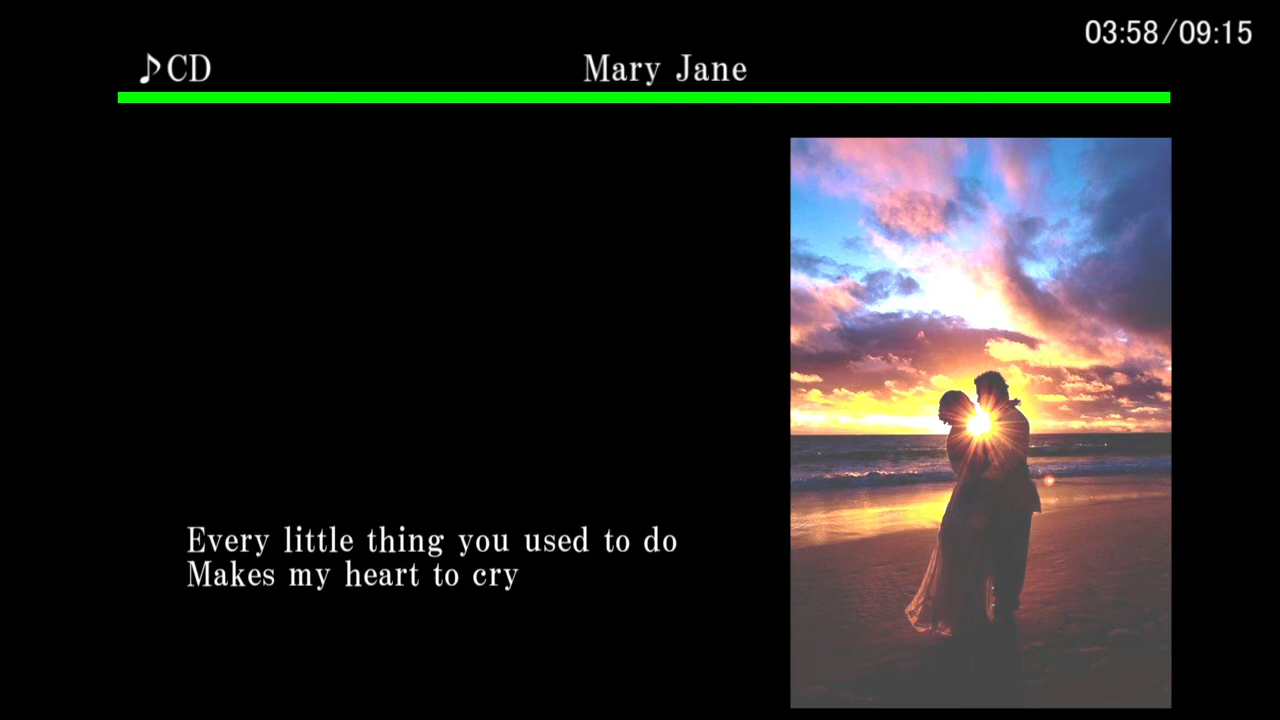 03:58/09:15
♪CD
Mary Jane
Every little thing you used to do
Makes my heart to cry